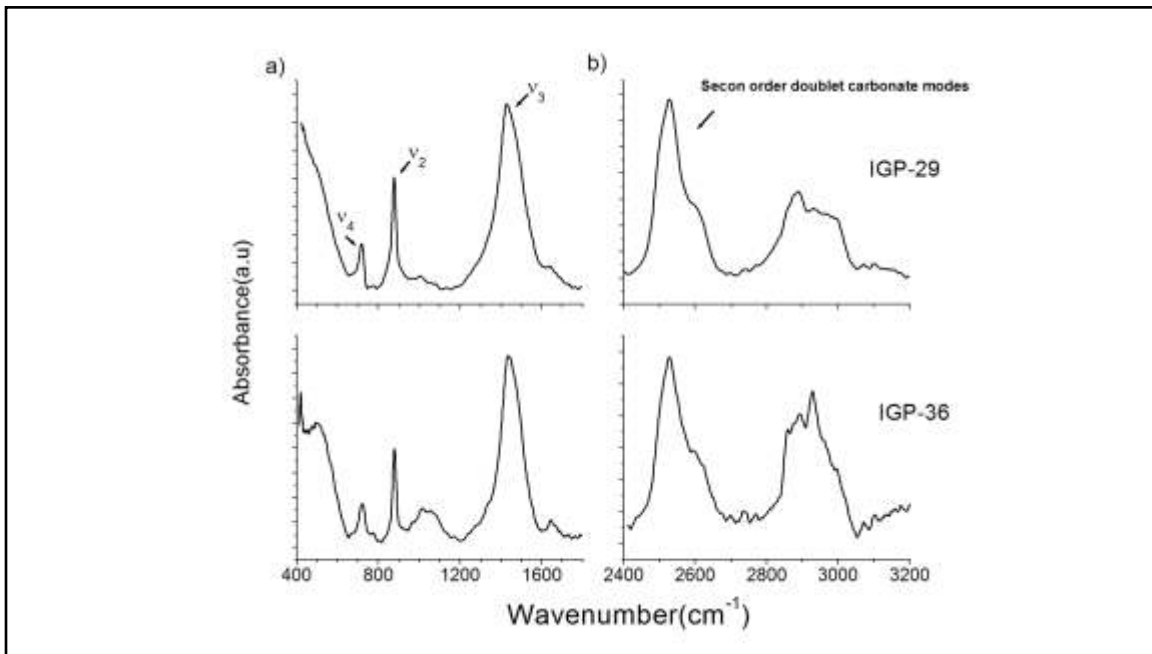 a)
b)
ν3
ν2
ν4
Secon order doublet carbonate modes
IGP-29
IGP-36
Absorbance(a.u)
400 800 1200 1600
2400 2600 2800 3000 3200
Wavenumber(cm-1)